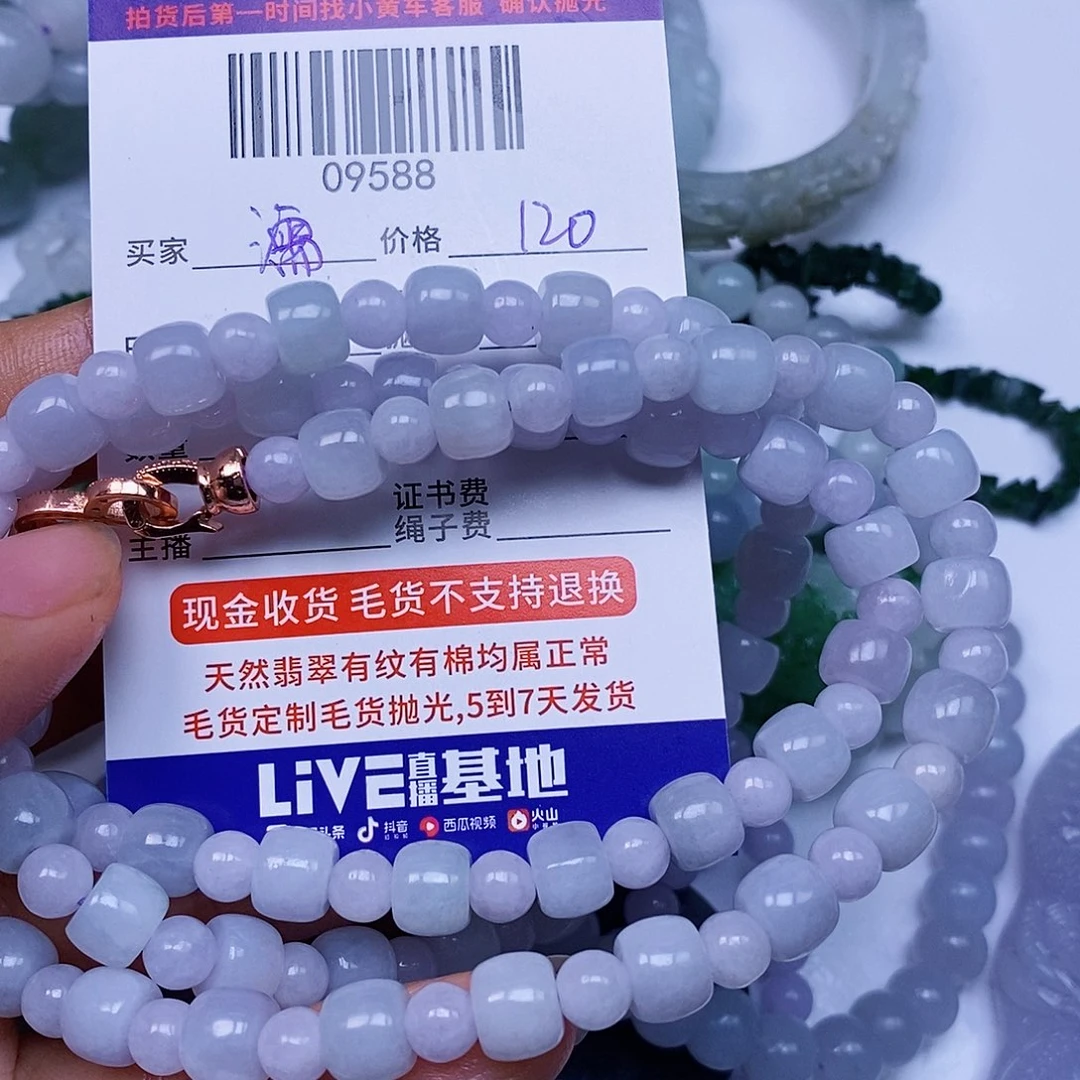 拍货后第一时间找小黄车客服 确认抛光
09588
买家 价格 120
证书费
主播 绳子费
现金收货 毛货不支持退换
天然翡翠有纹有棉均属正常
毛货定制毛货抛光,5到7天发货
LiVE直播基地
头条 抖音 西瓜视频 火山